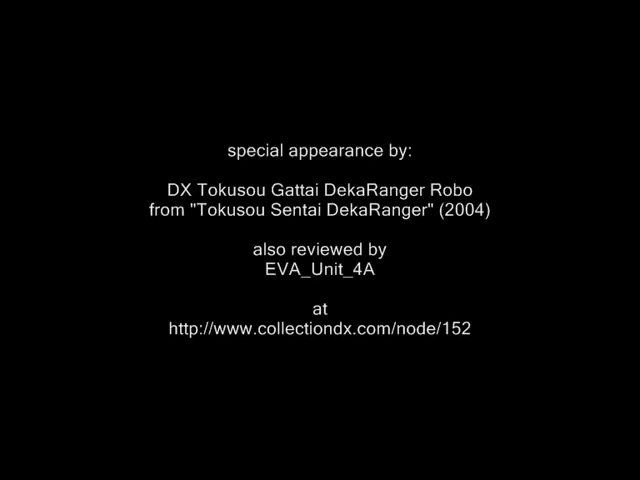 special appearance by:
DX Tokusou Gattai DekaRanger Robo
from "Tokusou Sentai DekaRanger" (2004)
also reviewed by
EVA_Unit_4A
at
http://www.collectiondx.com/node/152